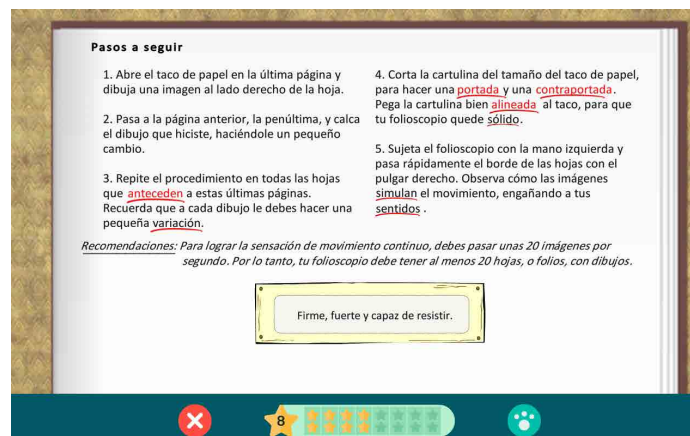 Pasos a seguir
1. Abre el taco de papel en la última página y
dibuja una imagen al lado derecho de la hoja.
2. Pasa a la página anterior, la penúltima, y calca
el dibujo que hiciste, haciéndole un pequeño
cambio.
3. Repite el procedimiento en todas las hojas
que anteceden a estas últimas páginas.
Recuerda que a cada dibujo le debes hacer una
pequeña variación.
4. Corta la cartulina del tamaño del taco de papel,
para hacer una portada y una contraportada.
Pega la cartulina bien alineada al taco, para que
tu folioscopio quede sólido.
5. Sujeta el folioscopio con la mano izquierda y
pasa rápidamente el borde de las hojas con el
pulgar derecho. Observa cómo las imágenes
simulan el movimiento, engañando a tus
sentidos .
Recomendaciones: Para lograr la sensación de movimiento continuo, debes pasar unas 20 imágenes por
segundo. Por lo tanto, tu folioscopio debe tener al menos 20 hojas, o folios, con dibujos.
Firme, fuerte y capaz de resistir.
8